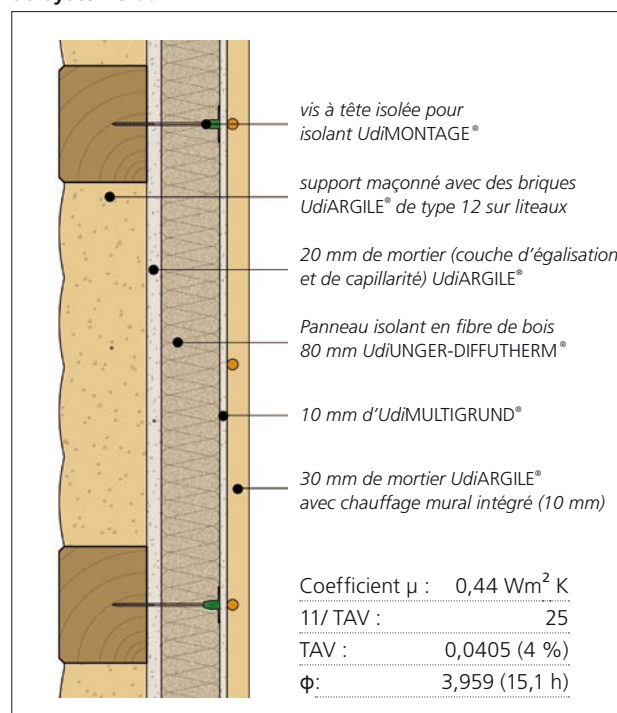 vis à tête isolée pour
isolant UdiMONTAGE®
support maçonné avec des briques
UdiARGILE® de type 12 sur liteaux
20 mm de mortier (couche d'égalisation
et de capillarité) UdiARGILE®
Panneau isolant en fibre de bois
80 mm UdiUNGER-DIFFUTHERM®
10 mm d'UdiMULTIGRUND®
30 mm de mortier UdiARGILE®
avec chauffage mural intégré (10 mm)
Coefficient μ : 0,44 Wm² K
11/ TAV : 25
TAV : 0,0405 (4 %)
φ: 3,959 (15,1 h)